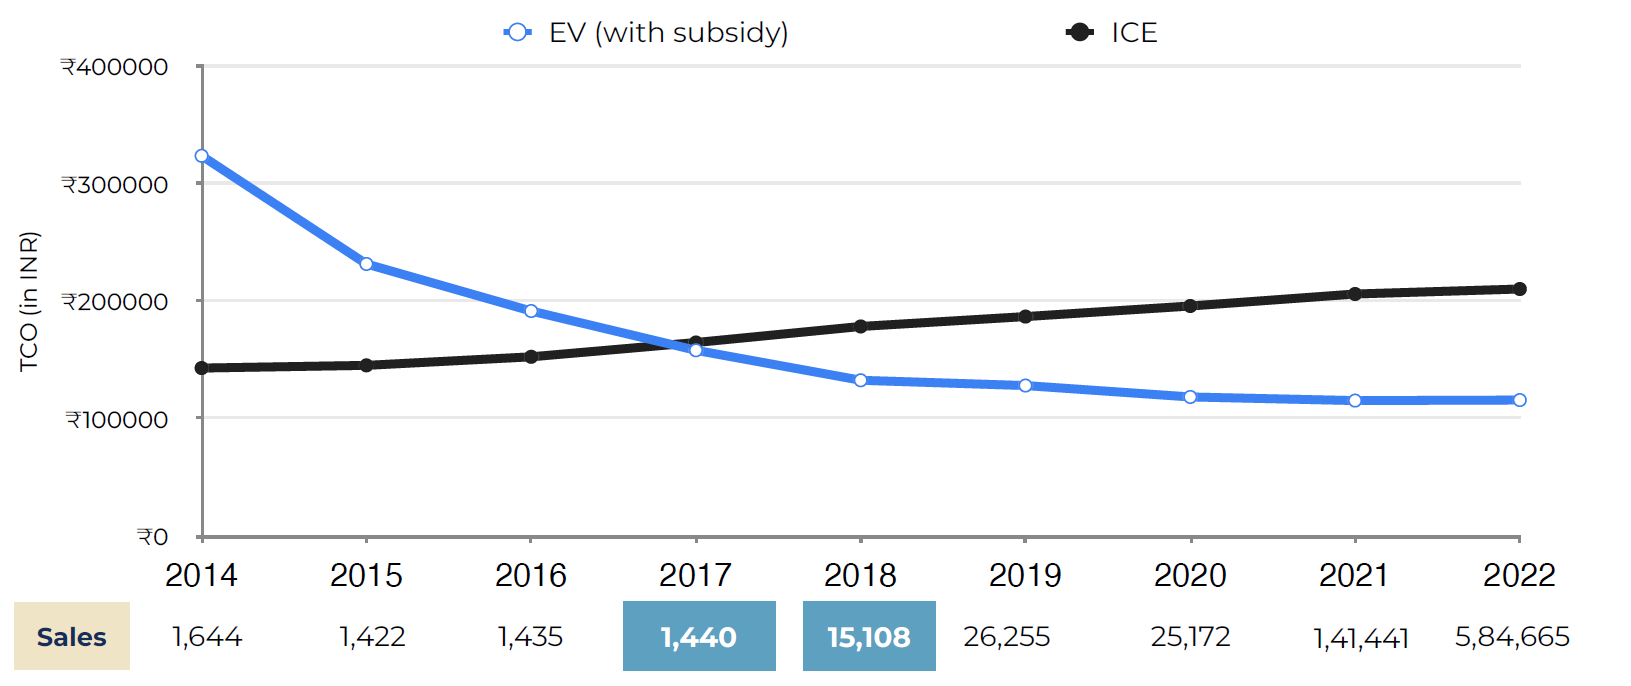 EV (with subsidy) ICE
₹400000
₹300000
₹200000
₹100000
₹0
TCO (in INR)
2014 2015 2016 2017 2018 2019 2020 2021 2022
Sales 1,644 1,422 1,435 1,440 15,108 26,255 25,172 1,41,441 5,84,665